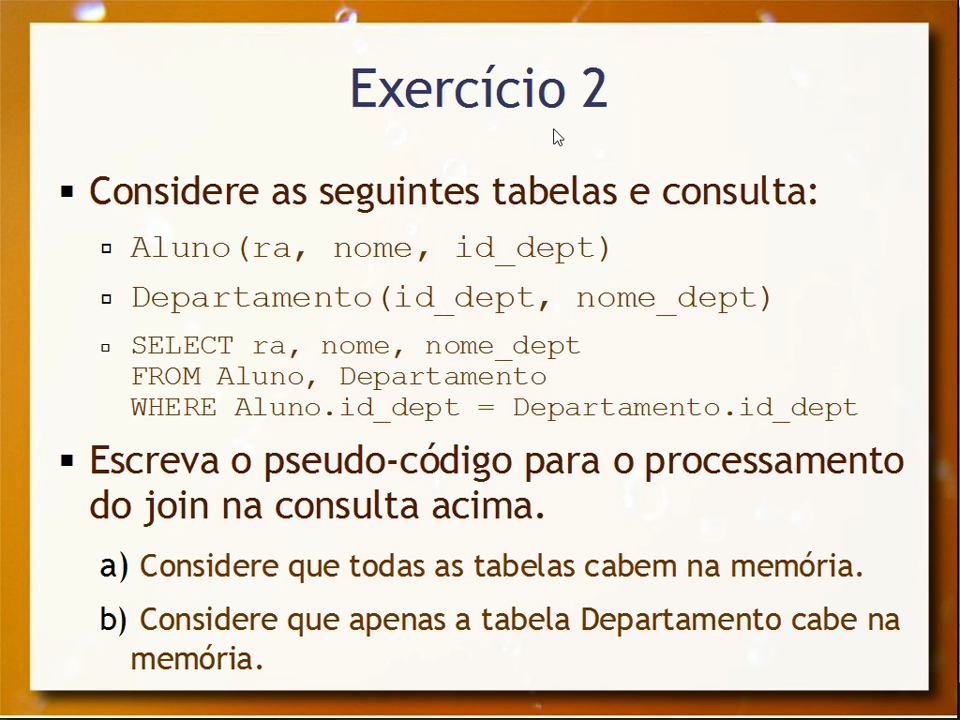 Exercício 2
Considere as seguintes tabelas e consulta:
Aluno(ra, nome, id_dept)
Departamento(id_dept, nome_dept)
SELECT ra, nome, nome_dept
FROM Aluno, Departamento
WHERE Aluno.id_dept = Departamento.id_dept
Escreva o pseudo-código para o processamento
do join na consulta acima.
a) Considere que todas as tabelas cabem na memória.
b) Considere que apenas a tabela Departamento cabe na
memória.